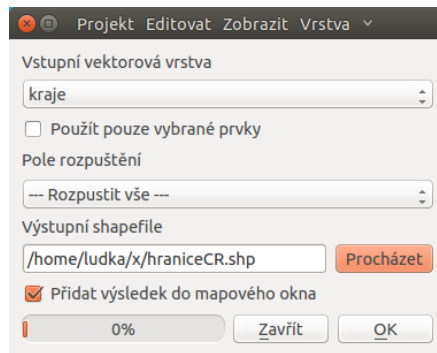 Projekt Editovat Zobrazit Vrstva
Vstupní vektorová vrstva
kraje
Použít pouze vybrané prvky
Pole rozpuštění
--- Rozpustit vše ---
Výstupní shapefile
/home/ludka/x/hraniceCR.shp Procházet
Přidat výsledek do mapového okna
0% Zavřít OK